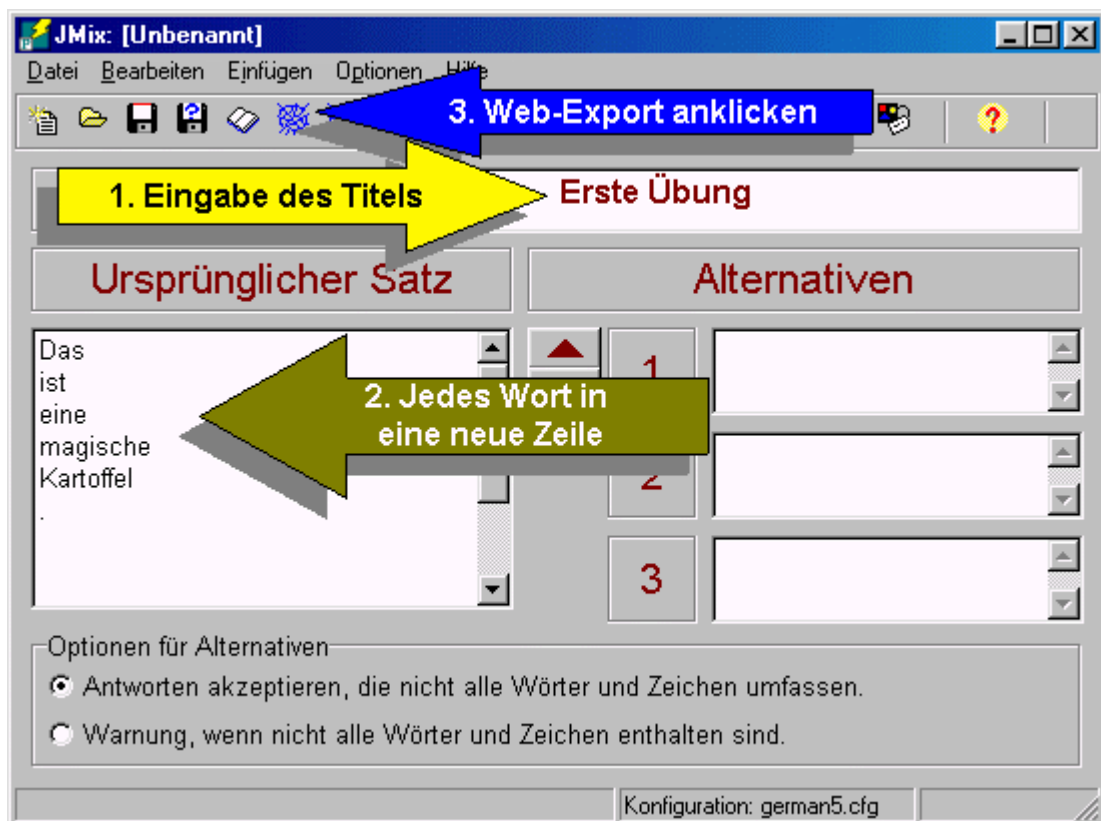 JMix: [Unbenannt]
Datei Bearbeiten Einfügen Optionen Hilfe
3. Web-Export anklicken
1. Eingabe des Titels
Erste Übung
Ursprünglicher Satz
Alternativen
Das
ist
eine
magische
Kartoffel
.
2. Jedes Wort in
eine neue Zeile
1
2
3
Optionen für Alternativen
Antworten akzeptieren, die nicht alle Wörter und Zeichen umfassen.
Warnung, wenn nicht alle Wörter und Zeichen enthalten sind.
Konfiguration: german5.cfg